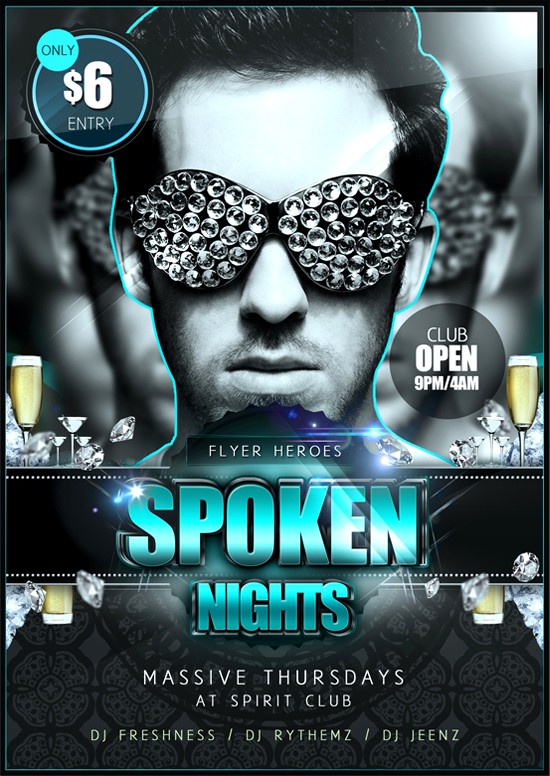 ONLY
$6
ENTRY
CLUB
OPEN
9PM/4AM
FLYER HEROES
SPOKEN
NIGHTS
MASSIVE THURSDAYS
AT SPIRIT CLUB
DJ FRESHNESS / DJ RYTHEMZ / DJ JEENZ